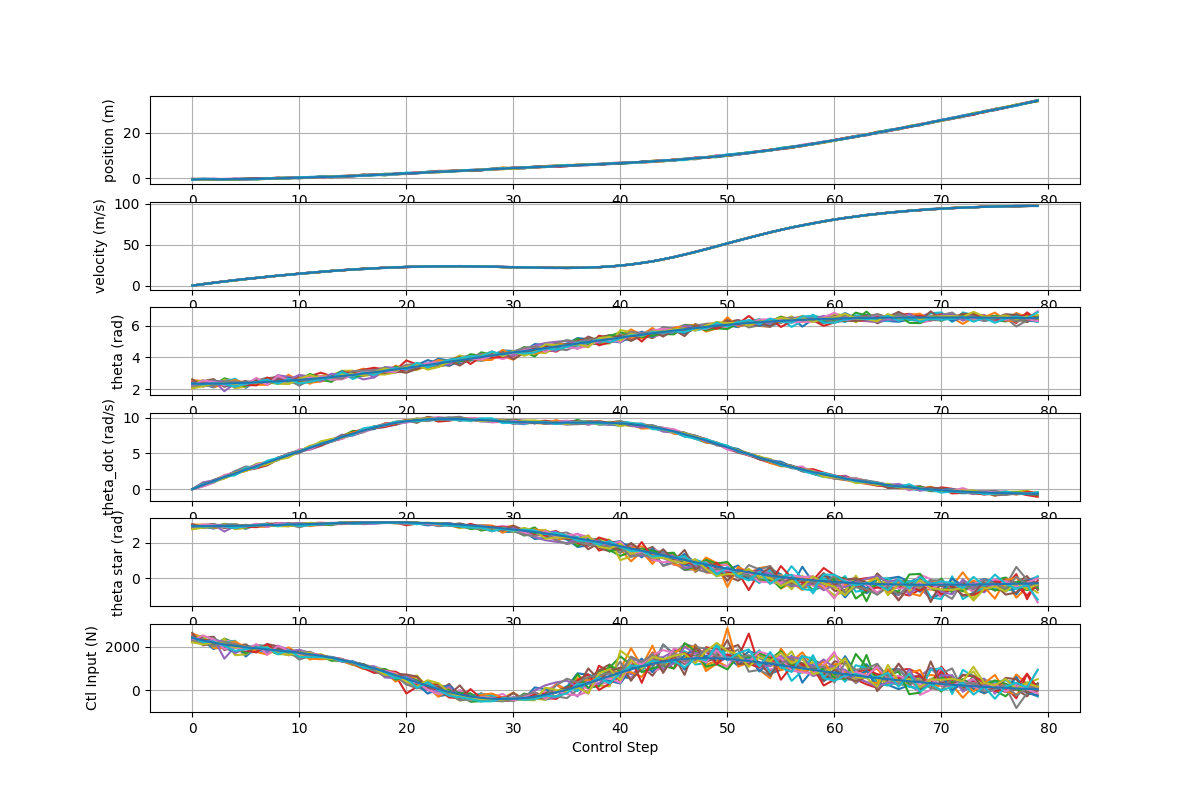 position (m)
20
0
0 10 20 30 40 50 60 70 80
velocity (m/s)
100
50
0
0 10 20 30 40 50 60 70 80
theta (rad)
6
4
2
0 10 20 30 40 50 60 70 80
theta_dot (rad/s)
10
5
0
0 10 20 30 40 50 60 70 80
theta star (rad)
2
0
0 10 20 30 40 50 60 70 80
Ctl Input (N)
2000
0
0 10 20 30 40 50 60 70 80
Control Step